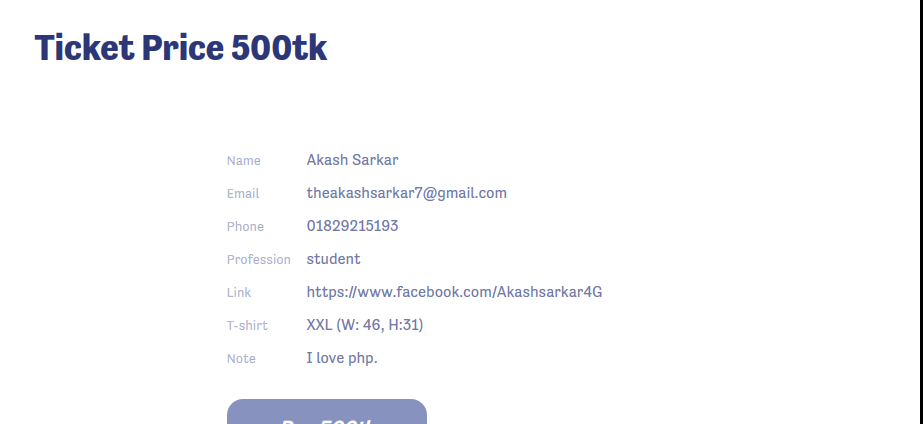 Ticket Price 500tk
Name Akash Sarkar
Email theakashsarkar7@gmail.com
Phone 01829215193
Profession student
Link https://www.facebook.com/Akashsarkar4G
T-shirt XXL (W: 46, H:31)
Note I love php.